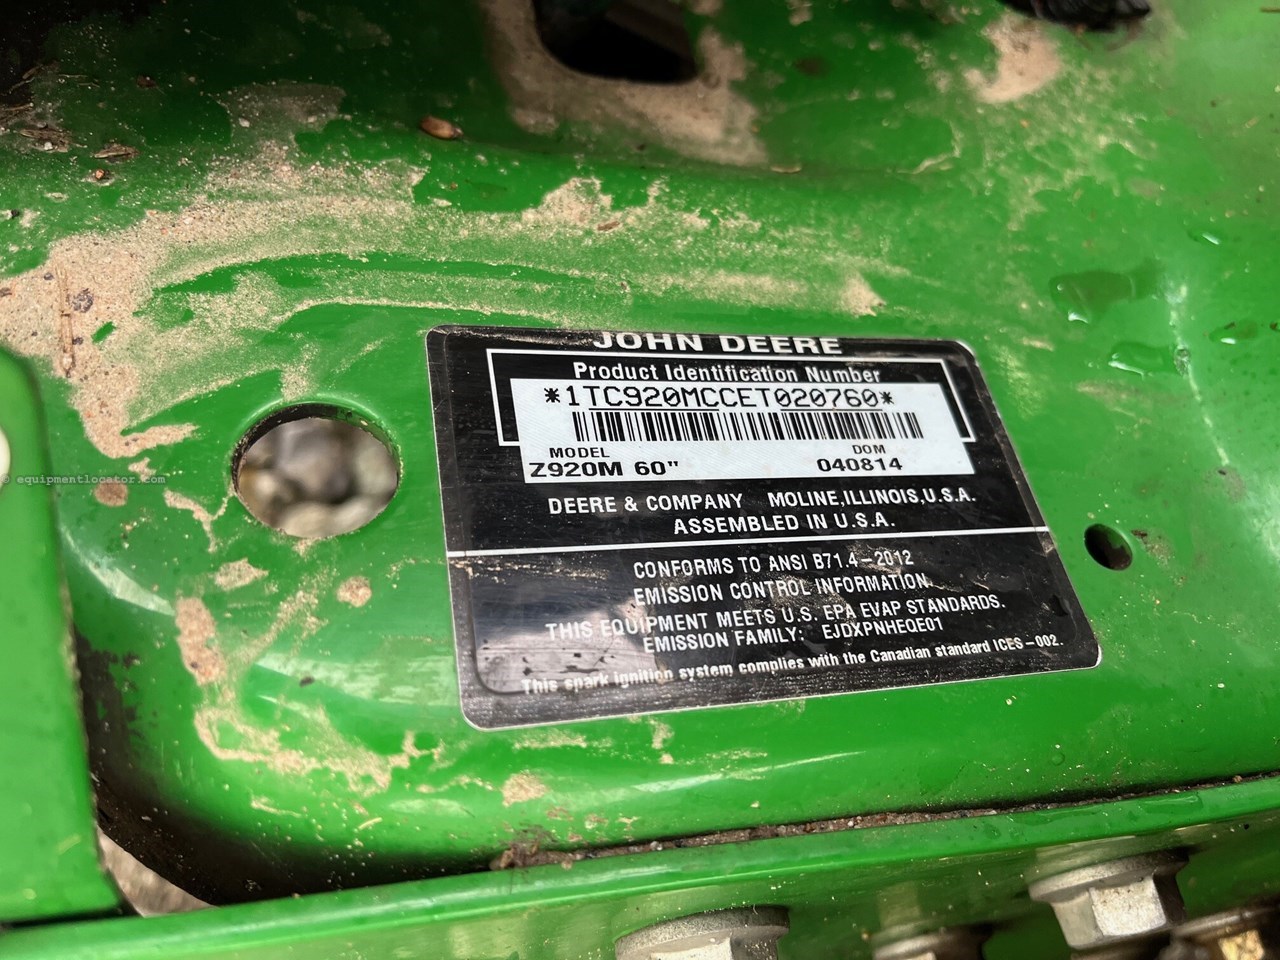 JOHN DEERE
Product Identification Number
*1TC920MCCET020760*
MODEL DOM
Z920M 60" 040814
DEERE & COMPANY MOLINE, ILLINOIS, U.S.A.
ASSEMBLED IN U.S.A.
CONFORMS TO ANSI B71.4-2012
EMISSION CONTROL INFORMATION.
THIS EQUIPMENT MEETS U.S. EPA EVAP STANDARDS.
EMISSION FAMILY: EJDXPNHEQE01
This spark ignition system complies with the Canadian standard ICES-002.
© equipmentlocator.com